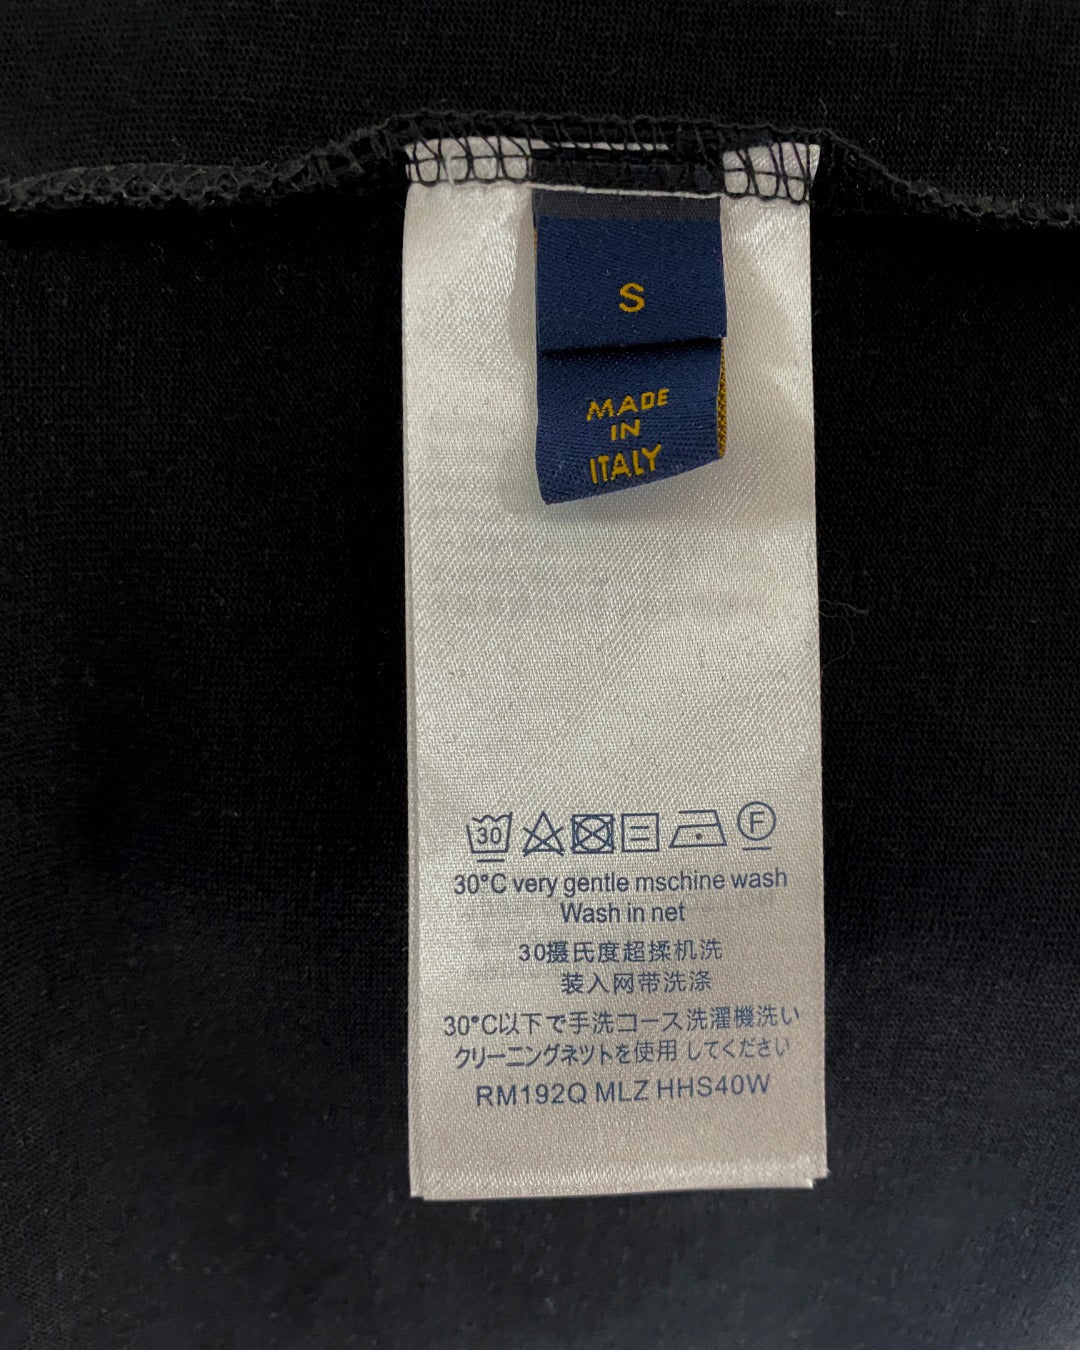 S
MADE
IN
ITALY
30 F
30°C very gentle mschine wash
Wash in net
30摄氏度超揉机洗
装入网带洗涤
30°C以下で手洗コース洗濯機洗い
クリーニングネツトを使用 してください
RM192Q MLZ HHS40W